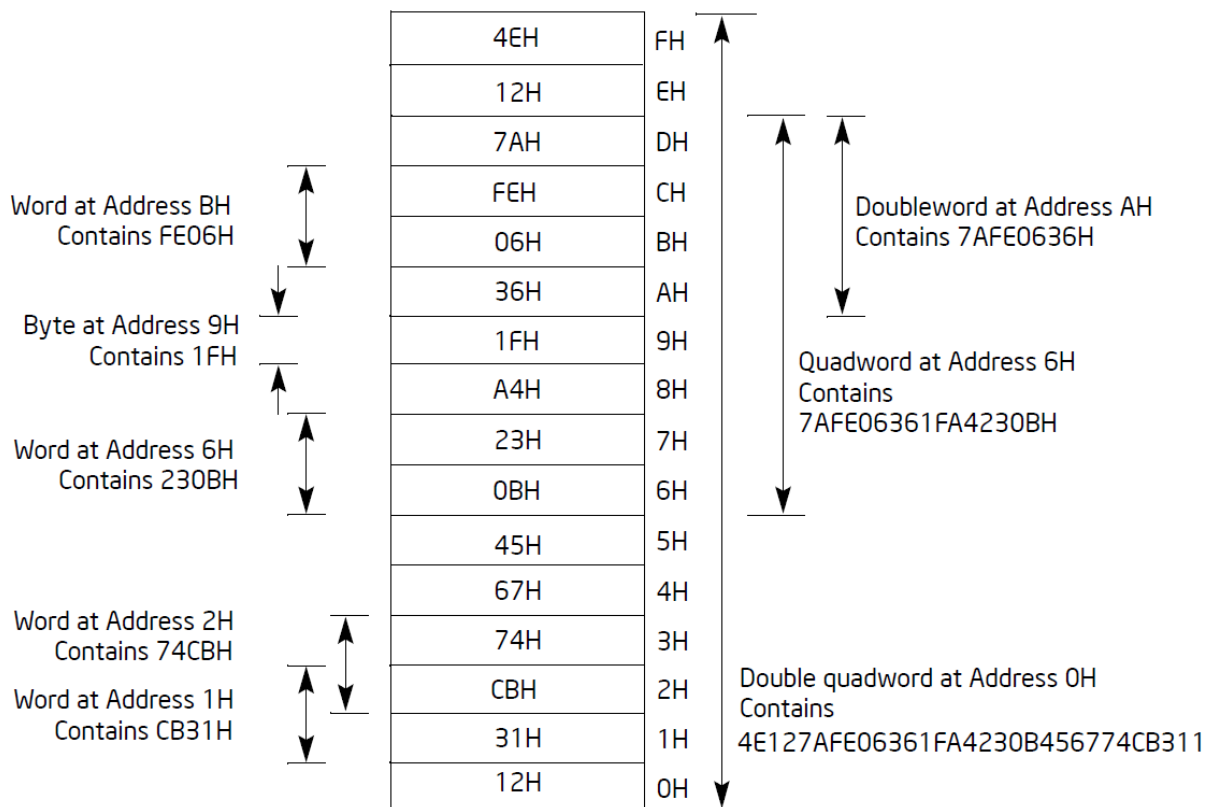 4EH
FH
12H
EH
7AH
DH
FEH
CH
06H
BH
36H
AH
1FH
9H
A4H
8H
23H
7H
0BH
6H
45H
5H
67H
4H
74H
3H
CBH
2H
31H
1H
12H
0H
Word at Address BH
Contains FE06H
Byte at Address 9H
Contains 1FH
Word at Address 6H
Contains 230BH
Word at Address 2H
Contains 74CBH
Word at Address 1H
Contains CB31H
Doubleword at Address AH
Contains 7AFE0636H
Quadword at Address 6H
Contains
7AFE06361FA4230BH
Double quadword at Address 0H
Contains
4E127AFE06361FA4230B456774CB311